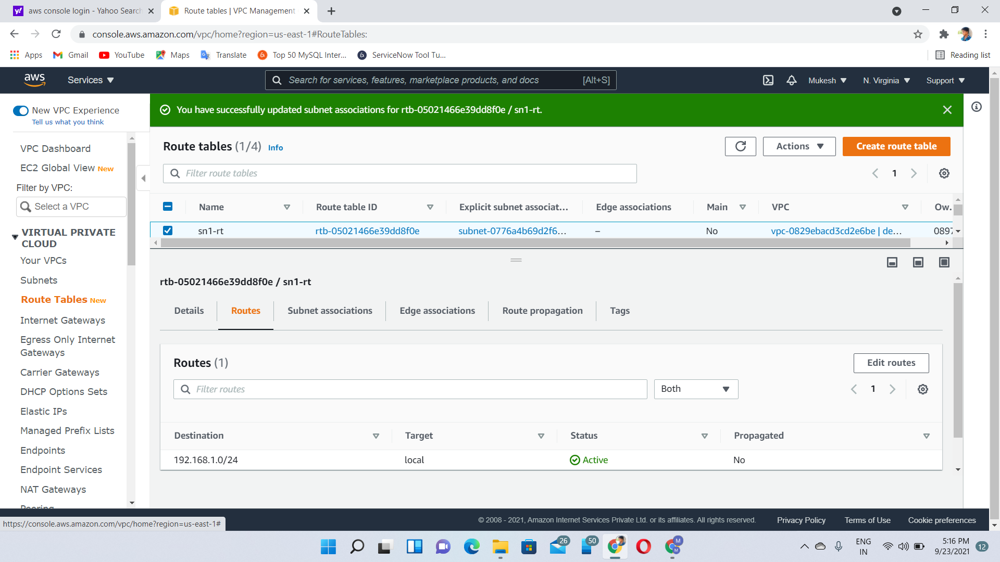 aws console login - Yahoo Search
Route tables | VPC Management
console.aws.amazon.com/vpc/home?region=us-east-1#RouteTables:
Apps
Gmail
YouTube
Maps
Translate
Top 50 MySQL Inter...
ServiceNow Tool Tu...
Reading list
aws
Services
Search for services, features, marketplace products, and docs
[Alt+S]
Mukesh
N. Virginia
Support
New VPC Experience
Tell us what you think
VPC Dashboard
EC2 Global View New
Filter by VPC:
Select a VPC
VIRTUAL PRIVATE
CLOUD
Your VPCs
Subnets
Route Tables New
Internet Gateways
Egress Only Internet
Gateways
Carrier Gateways
DHCP Options Sets
Elastic IPs
Managed Prefix Lists
Endpoints
Endpoint Services
NAT Gateways
Peering
You have successfully updated subnet associations for rtb-05021466e39dd8f0e / sn1-rt.
Route tables (1/4) Info
Actions
Create route table
Filter route tables
1
Name
Route table ID
Explicit subnet associat...
Edge associations
Main
VPC
Ow.
sn1-rt
rtb-05021466e39dd8f0e
subnet-0776a4b69d2f6...
–
No
vpc-0829ebacd3cd2e6be | de...
0897
rtb-05021466e39dd8f0e / sn1-rt
Details
Routes
Subnet associations
Edge associations
Route propagation
Tags
Routes (1)
Edit routes
Filter routes
Both
1
Destination
Target
Status
Propagated
192.168.1.0/24
local
Active
No
https://console.aws.amazon.com/vpc/home?region=us-east-1#
© 2008 - 2021, Amazon Internet Services Private Ltd. or its affiliates. All rights reserved.
Privacy Policy
Terms of Use
Cookie preferences
26
50
M
M
ENG
IN
5:16 PM
9/23/2021
12